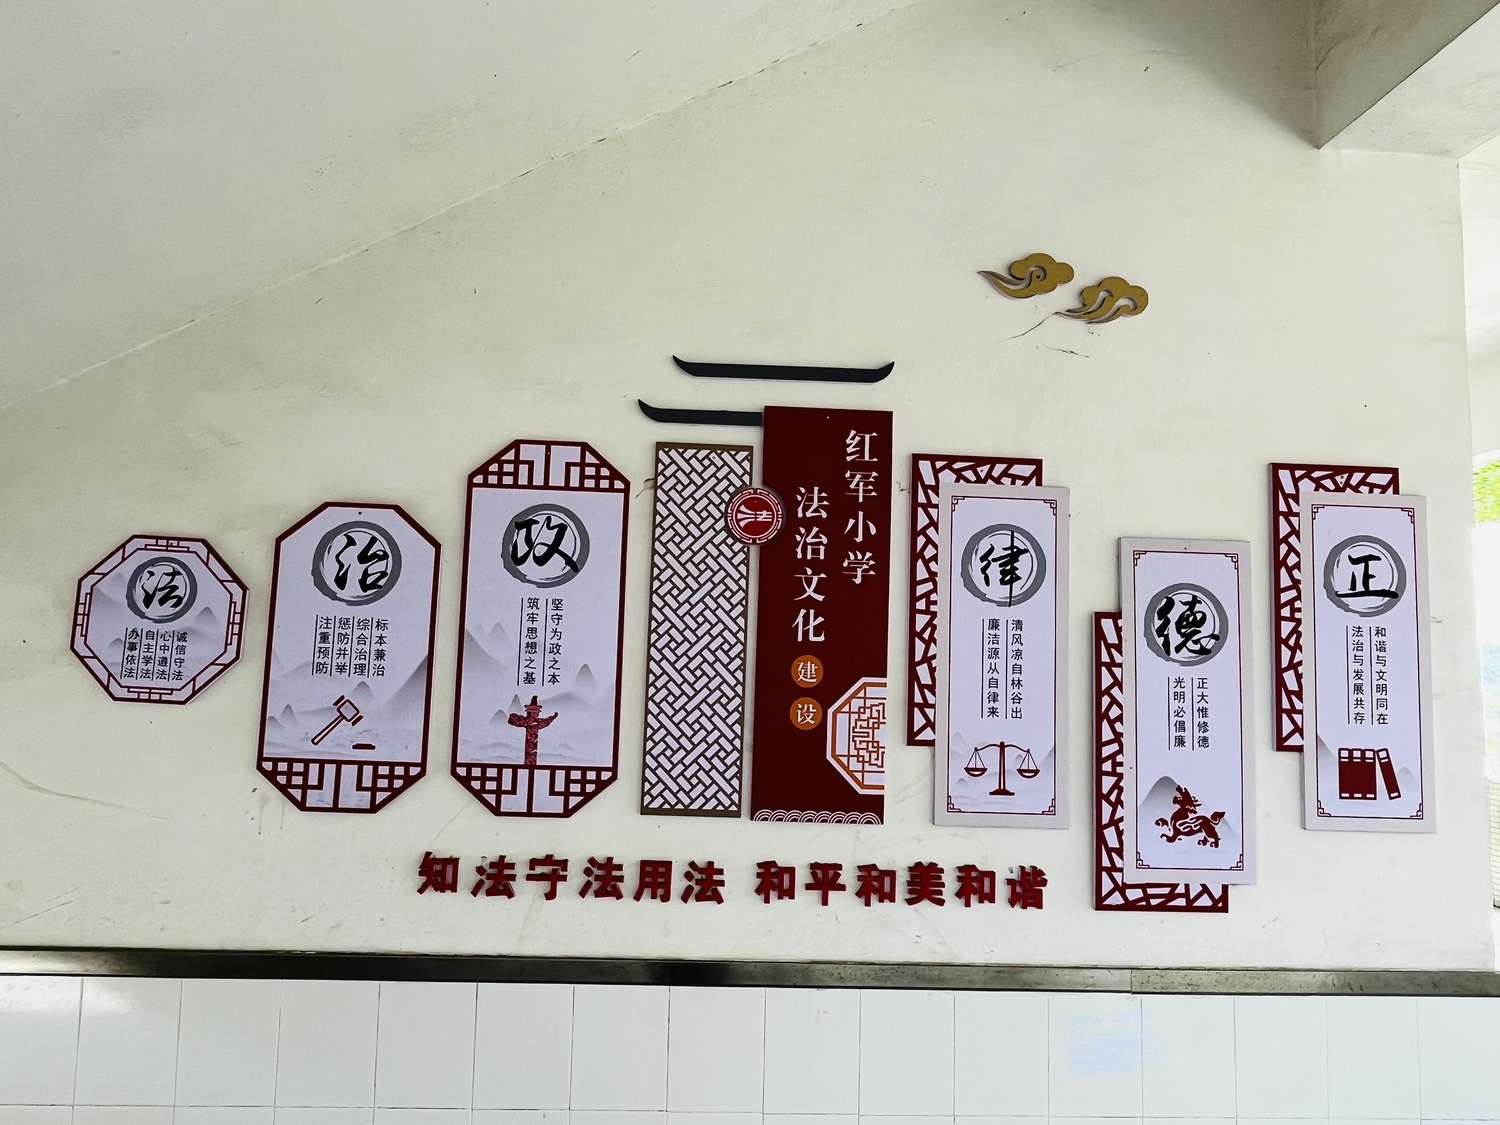 法
诚信守法
心中遵法
自主学法
办事依法
治
标本兼治
综合治理
惩防并举
注重预防
政
坚守为政之本
筑牢思想之基
红军小学
法治文化
建设
律
清风凉自林谷出
廉洁源从自律来
德
正大惟修德
光明必倡廉
正
和谐与文明同在
法治与发展共存
知法守法用法 和平和美和谐